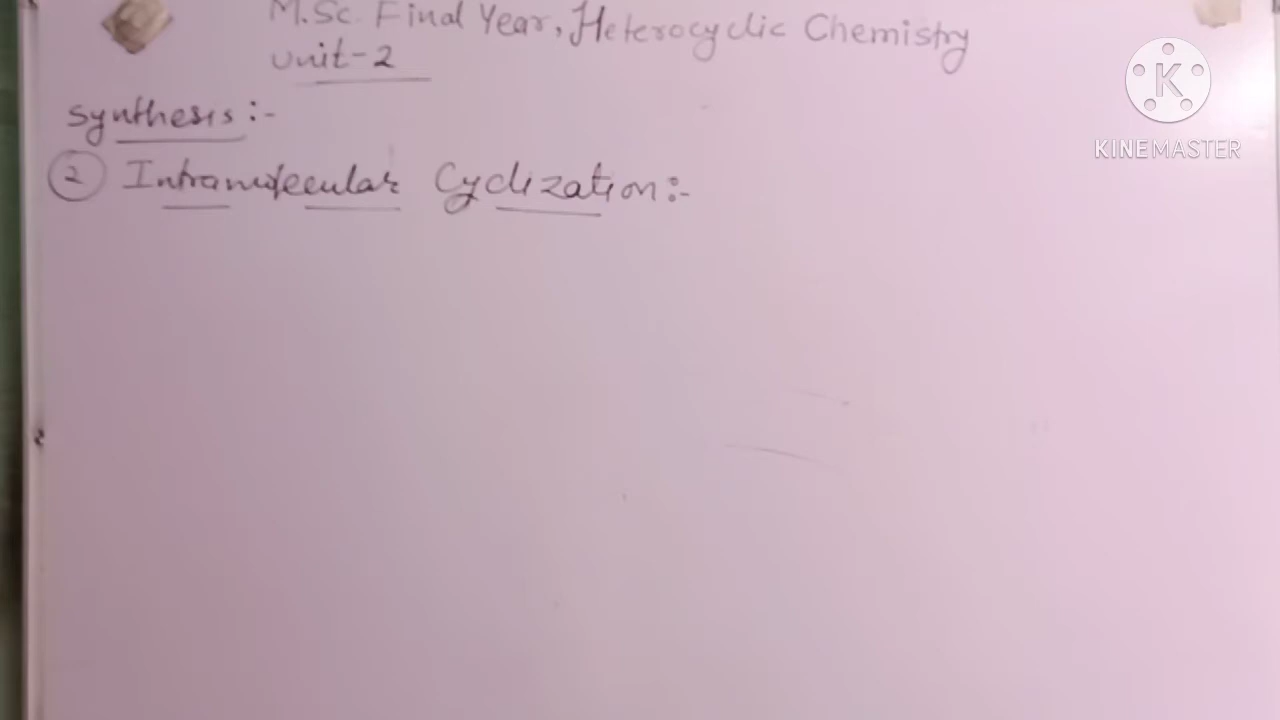 M.Sc. Final Year, Heterocyclic Chemistry
Unit-2
Synthesis:-
2 Intramolecular Cyclization:-
K
KINEMASTER